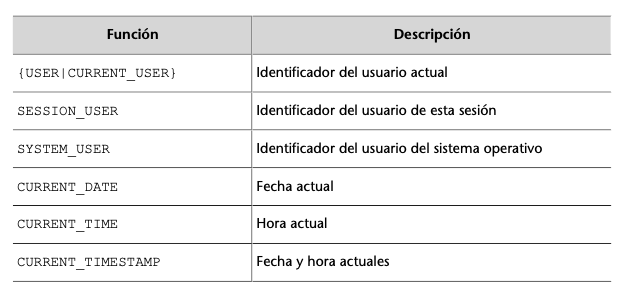 Función Descripción
{USER|CURRENT_USER} Identificador del usuario actual
SESSION_USER Identificador del usuario de esta sesión
SYSTEM_USER Identificador del usuario del sistema operativo
CURRENT_DATE Fecha actual
CURRENT_TIME Hora actual
CURRENT_TIMESTAMP Fecha y hora actuales